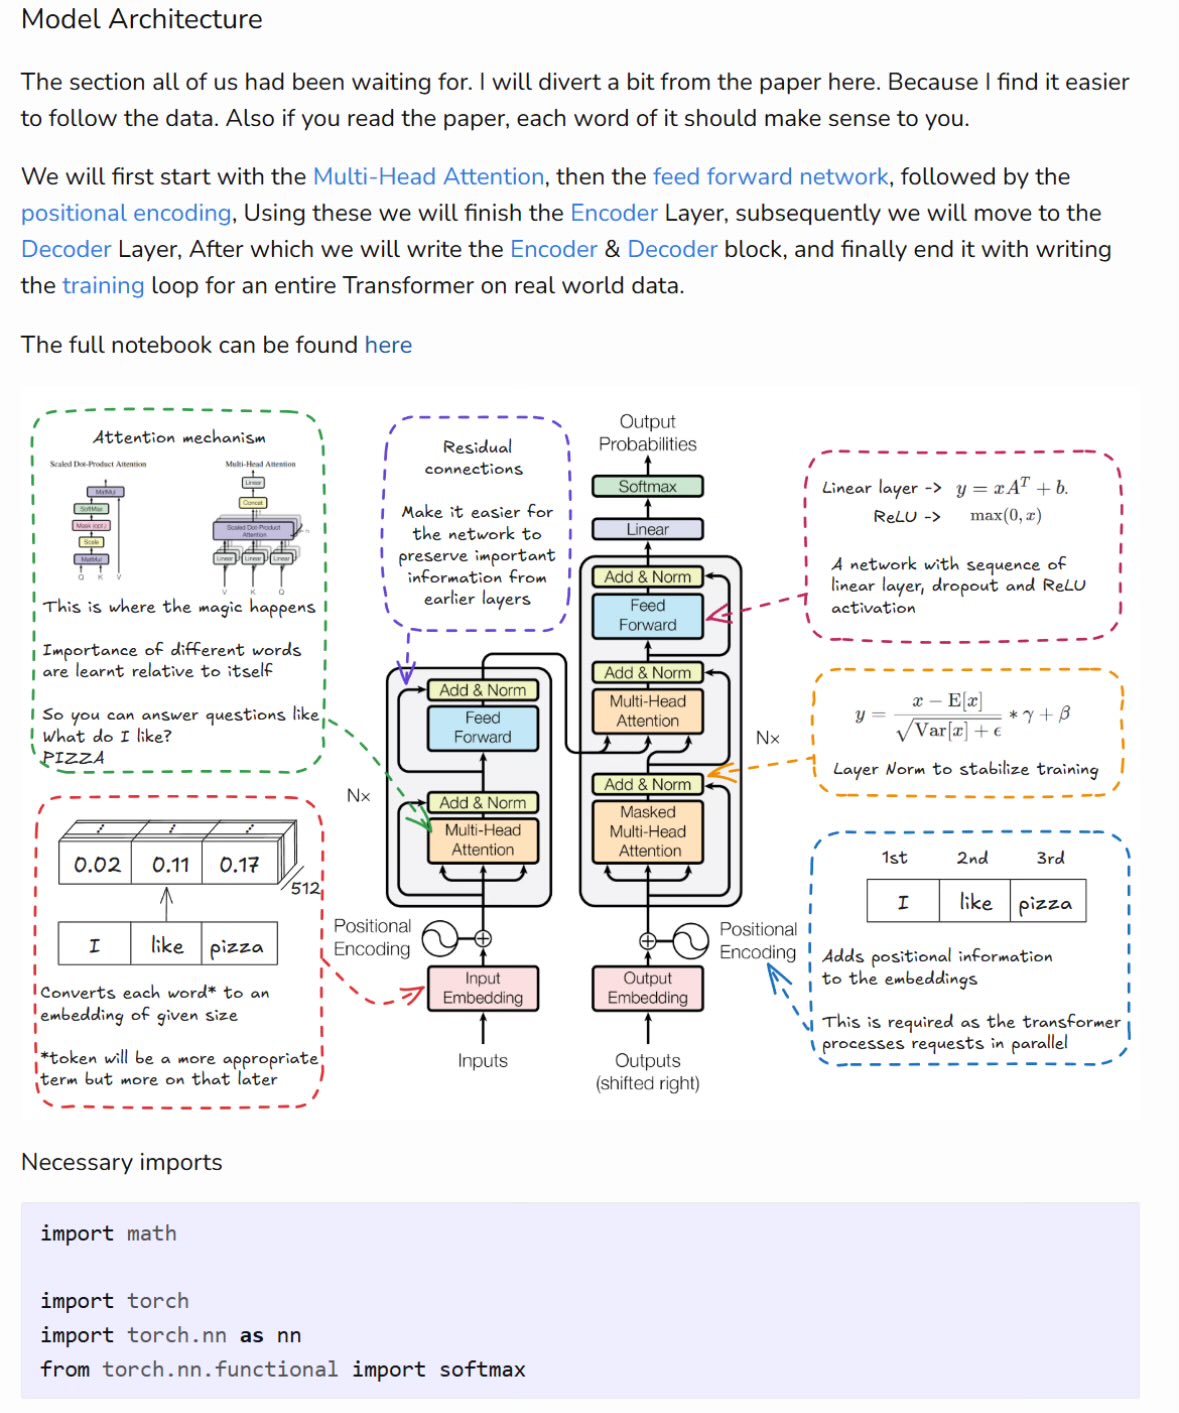 Model Architecture
The section all of us had been waiting for. I will divert a bit from the paper here. Because I find it easier
to follow the data. Also if you read the paper, each word of it should make sense to you.
We will first start with the Multi-Head Attention, then the feed forward network, followed by the
positional encoding, Using these we will finish the Encoder Layer, subsequently we will move to the
Decoder Layer, After which we will write the Encoder & Decoder block, and finally end it with writing
the training loop for an entire Transformer on real world data.
The full notebook can be found here
Attention mechanism
Scaled Dot-Product Attention
MatMul
SoftMax
Mask (opt.)
Scale
MatMul
Q K V
Multi-Head Attention
Linear
Concat
Scaled Dot-Product
Attention
h
Linear Linear Linear
V K Q
This is where the magic happens
Importance of different words
are learnt relative to itself
So you can answer questions like
what do I like?
PIZZA
0.02 0.11 0.17
512
I like pizza
Converts each word* to an
embedding of given size
*token will be a more appropriate
term but more on that later
Residual
connections
Make it easier for
the network to
preserve important
information from
earlier layers
Nx
Add & Norm
Feed
Forward
Add & Norm
Multi-Head
Attention
Positional
Encoding
Input
Embedding
Inputs
Output
Probabilities
Softmax
Linear
Add & Norm
Feed
Forward
Add & Norm
Multi-Head
Attention
Nx
Add & Norm
Masked
Multi-Head
Attention
Positional
Encoding
Output
Embedding
Outputs
(shifted right)
Linear layer -> y = xA^T + b.
ReLU -> max(0, x)
A network with sequence of
linear layer, dropout and ReLU
activation
y = (x − E[x]) / √(Var[x] + ϵ) * γ + β
Layer Norm to stabilize training
1st 2nd 3rd
I like pizza
Adds positional information
to the embeddings
This is required as the transformer
processes requests in parallel
Necessary imports
import math
import torch
import torch.nn as nn
from torch.nn.functional import softmax